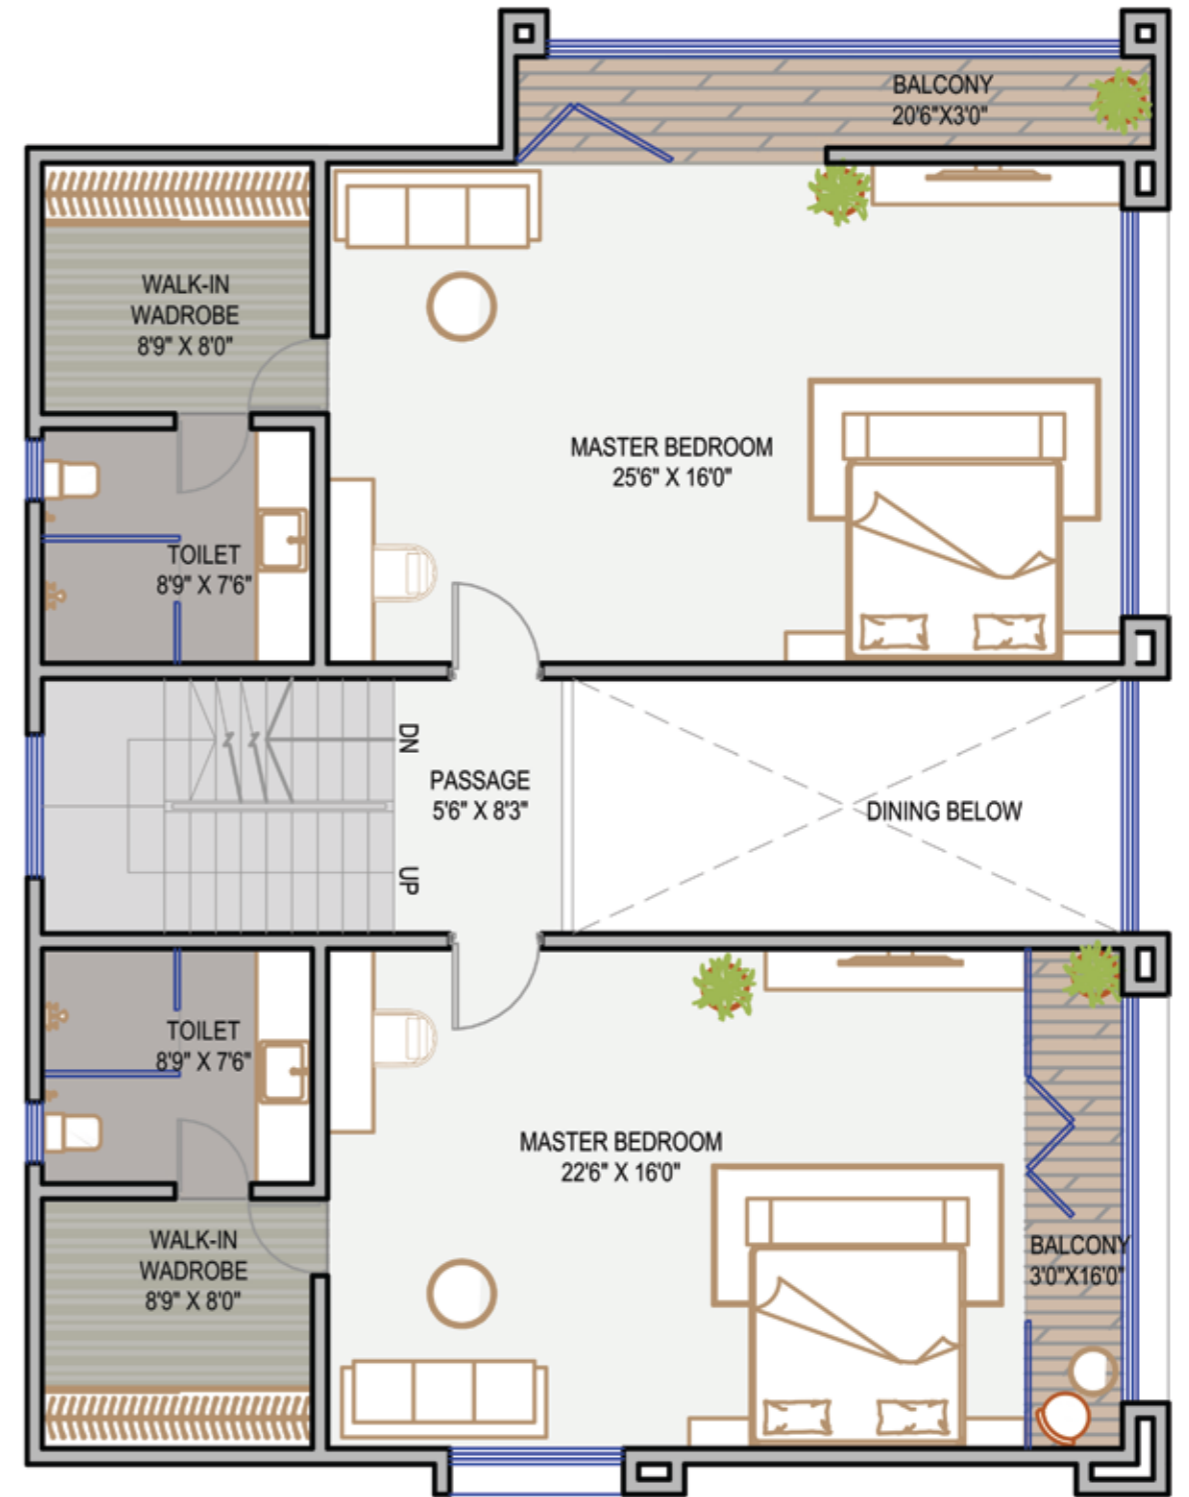 BALCONY
20'6"X3'0"
WALK-IN
WADROBE
8'9" X 8'0"
MASTER BEDROOM
25'6" X 16'0"
TOILET
8'9" X 7'6"
DN
PASSAGE
5'6" X 8'3"
DINING BELOW
UP
TOILET
8'9" X 7'6"
MASTER BEDROOM
22'6" X 16'0"
WALK-IN
WADROBE
8'9" X 8'0"
BALCONY
3'0"X16'0"